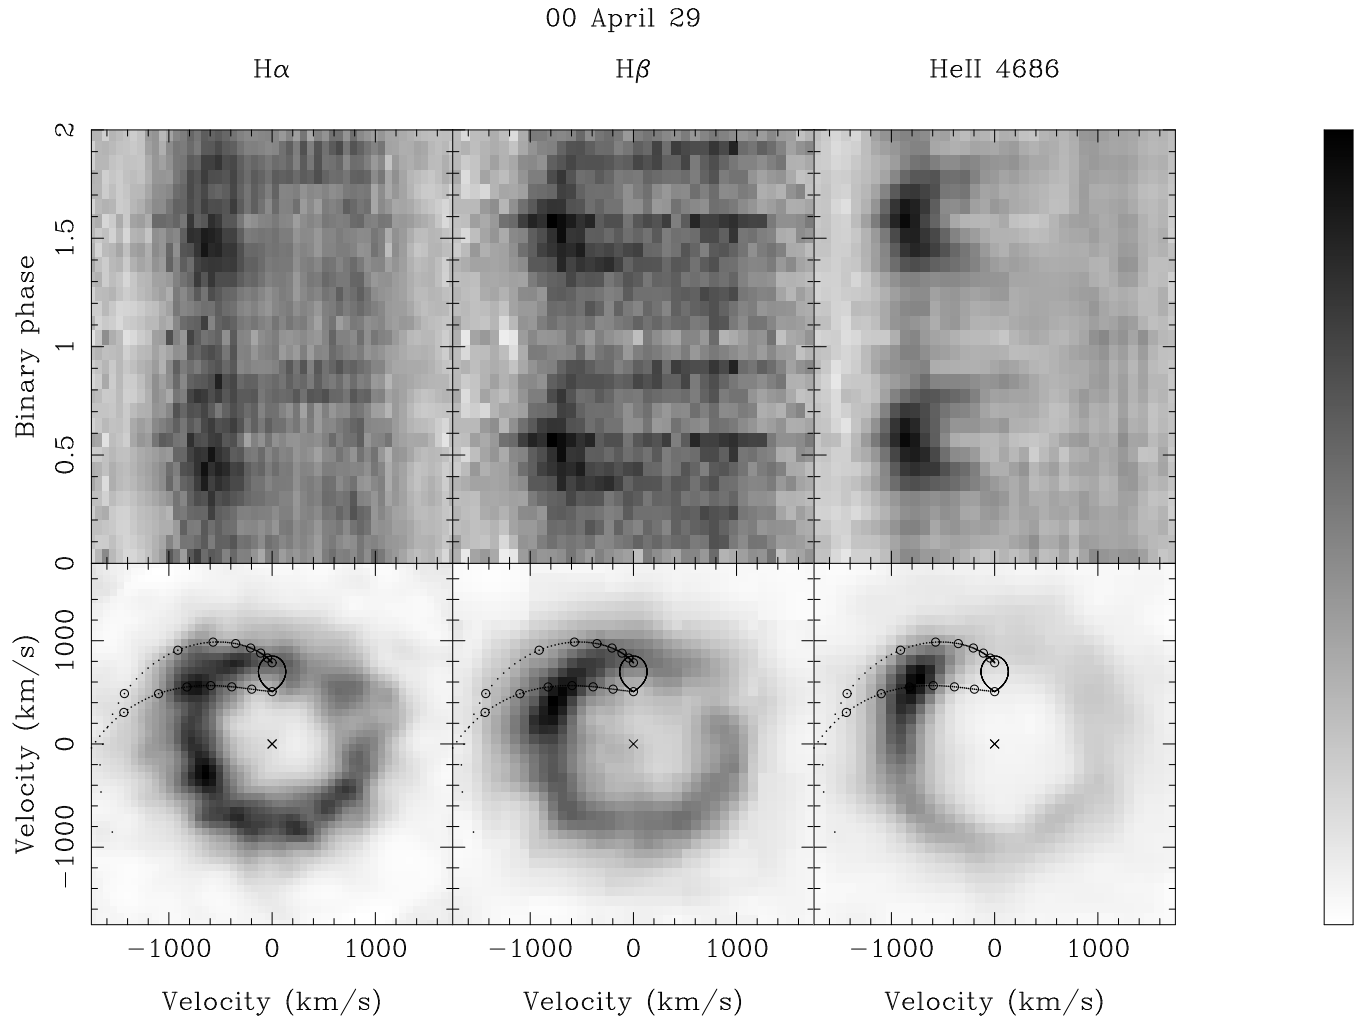 00 April 29
Hα Hβ HeII 4686
2
1.5
1
0.5
0
Binary phase
1000
0
−1000
Velocity (km/s)
−1000 0 1000 −1000 0 1000 −1000 0 1000
Velocity (km/s) Velocity (km/s) Velocity (km/s)